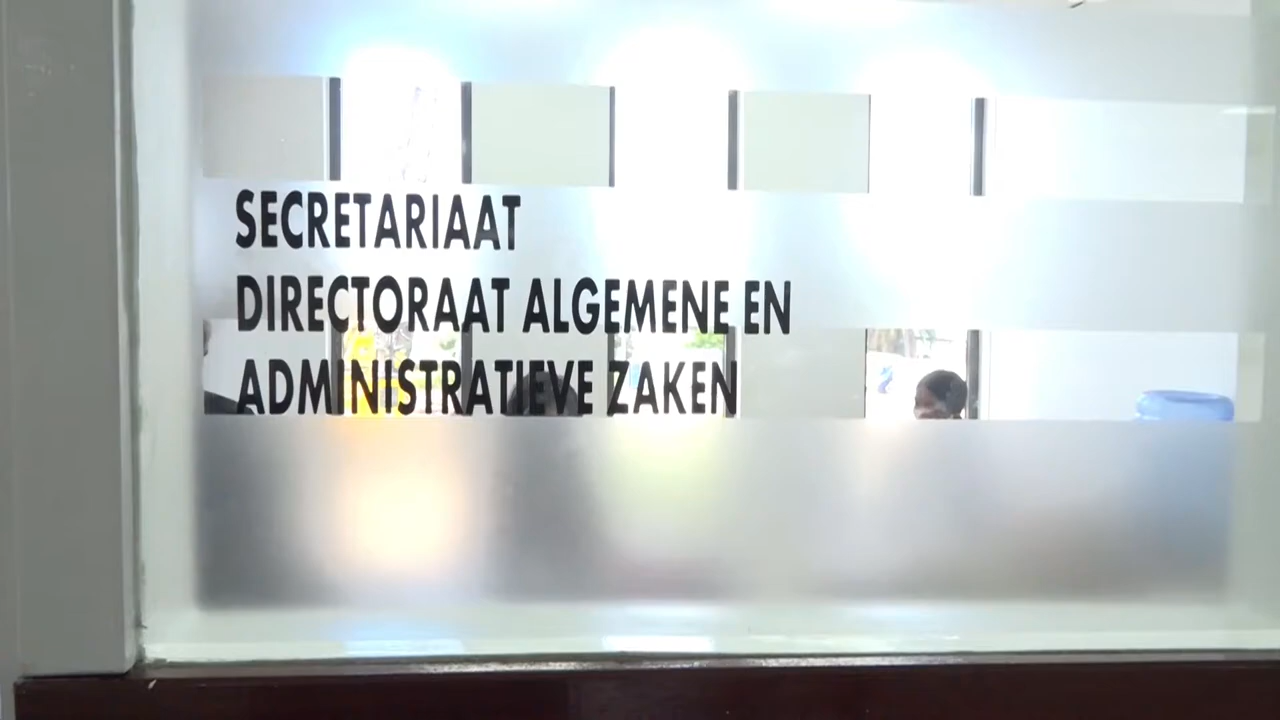 SECRETARIAAT
DIRECTORAAT ALGEMENE EN
ADMINISTRATIEVE ZAKEN